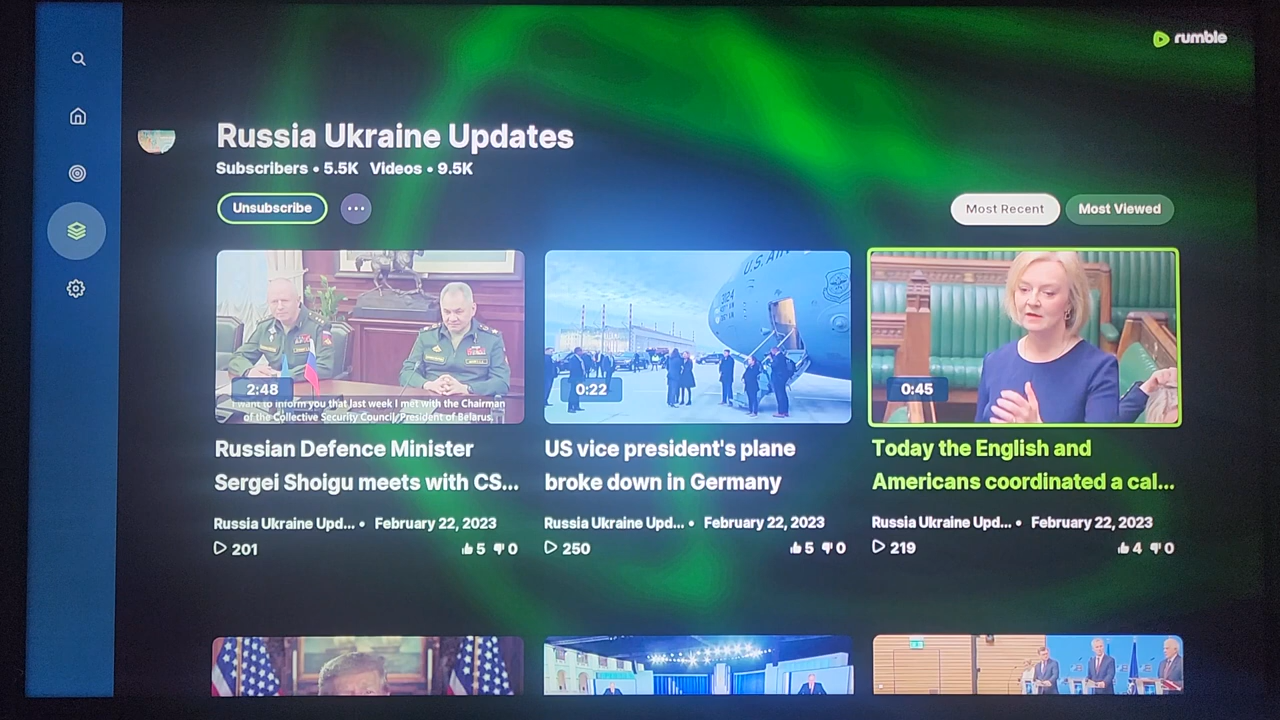 rumble
Russia Ukraine Updates
Subscribers • 5.5K Videos • 9.5K
Unsubscribe
Most Recent
Most Viewed
2:48
I want to inform you that last week I met with the Chairman
of the Collective Security Council, President of Belarus,
Russian Defence Minister
Sergei Shoigu meets with CS...
Russia Ukraine Upd... • February 22, 2023
201
5 0
U.S. AIR
0:22
US vice president's plane
broke down in Germany
Russia Ukraine Upd... • February 22, 2023
250
5 0
0:45
Today the English and
Americans coordinated a cal...
Russia Ukraine Upd... • February 22, 2023
219
4 0